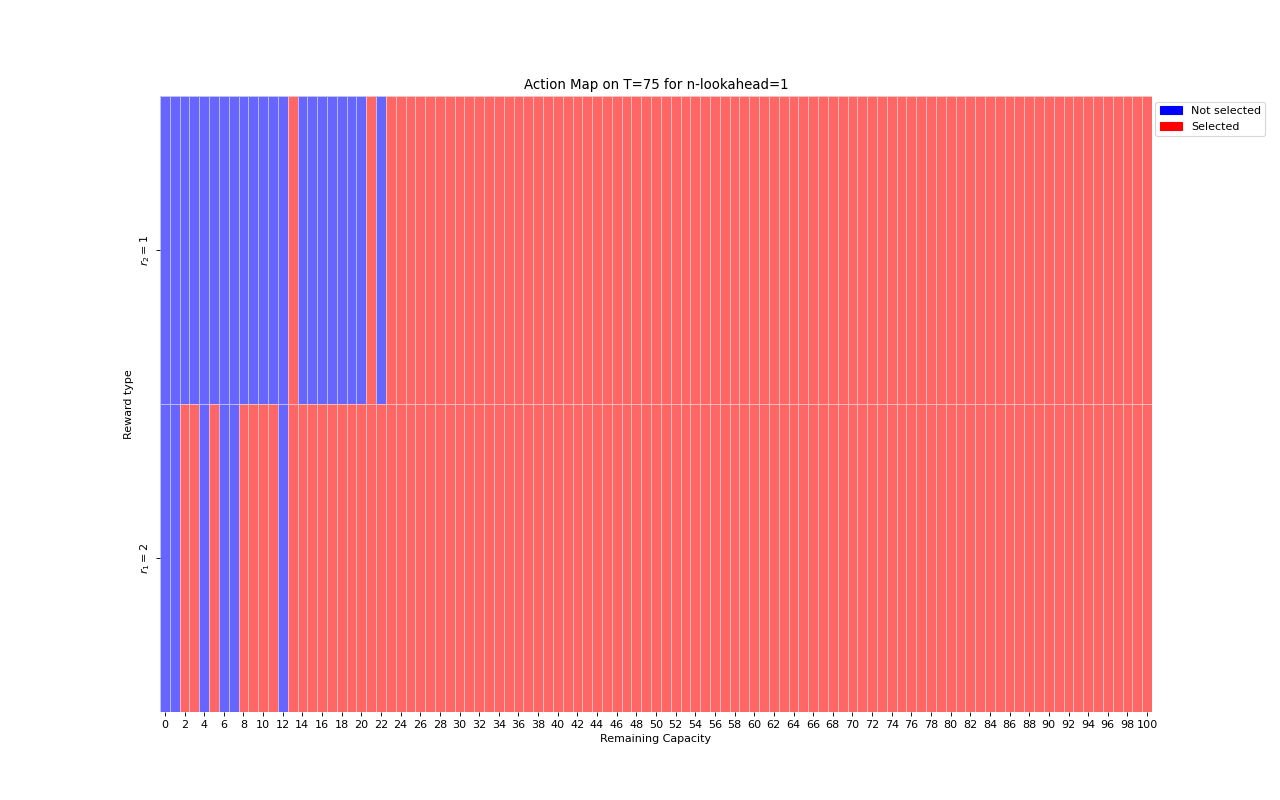 Action Map on T=75 for n-lookahead=1
Not selected
Selected
r₂ = 1
Reward type
r₁ = 2
0 2 4 6 8 10 12 14 16 18 20 22 24 26 28 30 32 34 36 38 40 42 44 46 48 50 52 54 56 58 60 62 64 66 68 70 72 74 76 78 80 82 84 86 88 90 92 94 96 98 100
Remaining Capacity